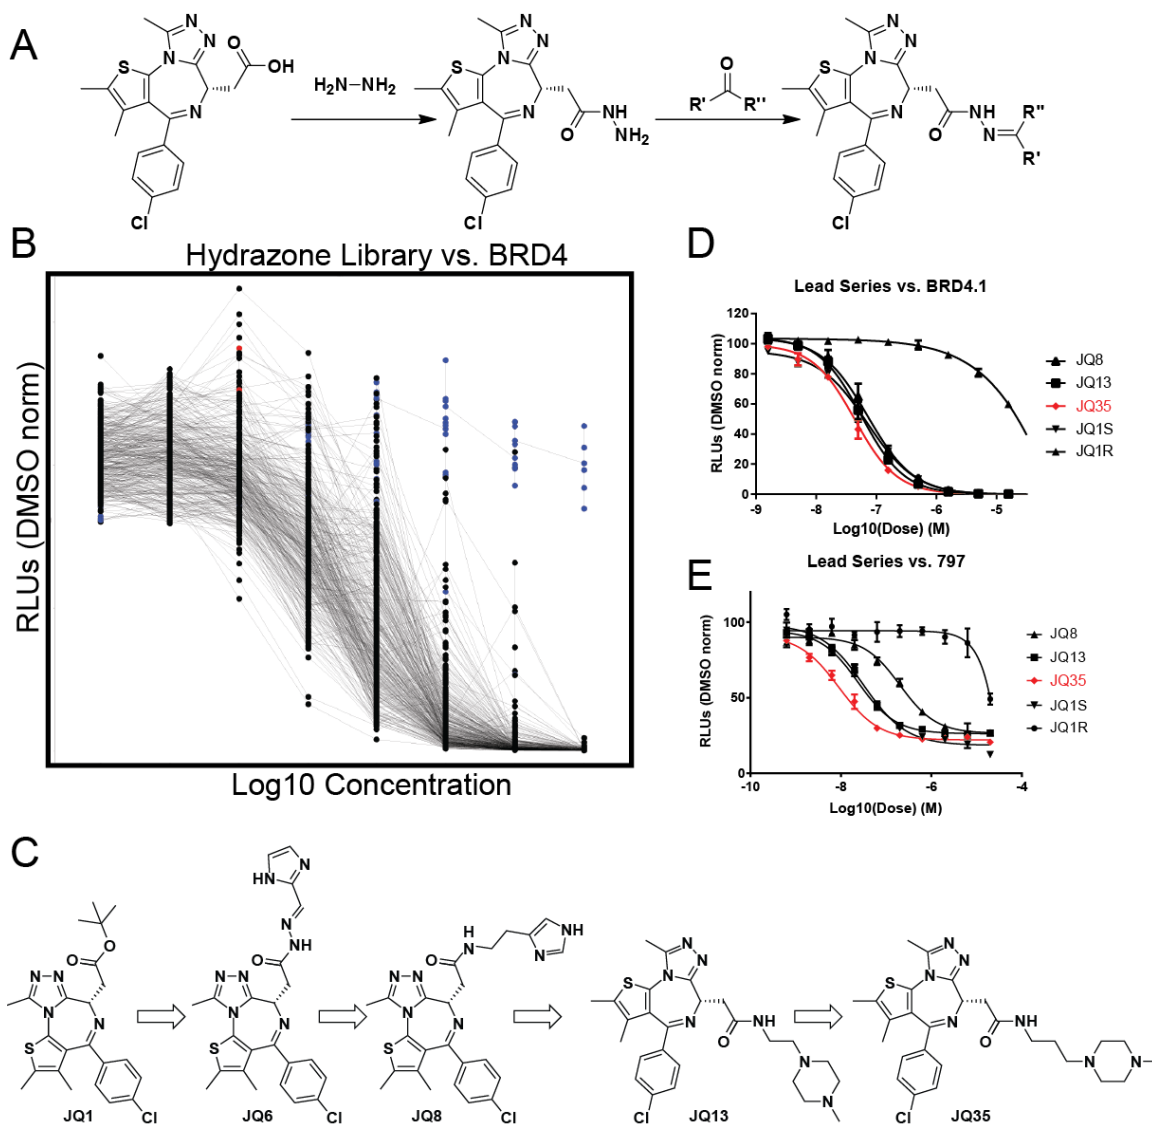 A
N
N
N
S
N
O
OH
Cl
H₂N–NH₂
N
N
N
S
N
O
NH
NH₂
Cl
O
R' R''
N
N
N
S
N
O
NH
N
R''
R'
Cl
B
Hydrazone Library vs. BRD4
RLUs (DMSO norm)
Log10 Concentration
D
Lead Series vs. BRD4.1
RLUs (DMSO norm)
120
100
80
60
40
20
0
-9 -8 -7 -6 -5
Log10(Dose) (M)
JQ8
JQ13
JQ35
JQ1S
JQ1R
E
Lead Series vs. 797
RLUs (DMSO norm)
100
50
0
-10 -8 -6 -4
Log10(Dose) (M)
JQ8
JQ13
JQ35
JQ1S
JQ1R
C
O
O
N N
N
N
S
Cl
JQ1
HN
N
N
NH
O
N N
N
N
S
Cl
JQ6
H
N
NH
N
O
N N
N
N
S
Cl
JQ8
N
N
N
S
N
NH
O
N
N
Cl
JQ13
N
N
N
S
N
NH
O
N
N
Cl
JQ35